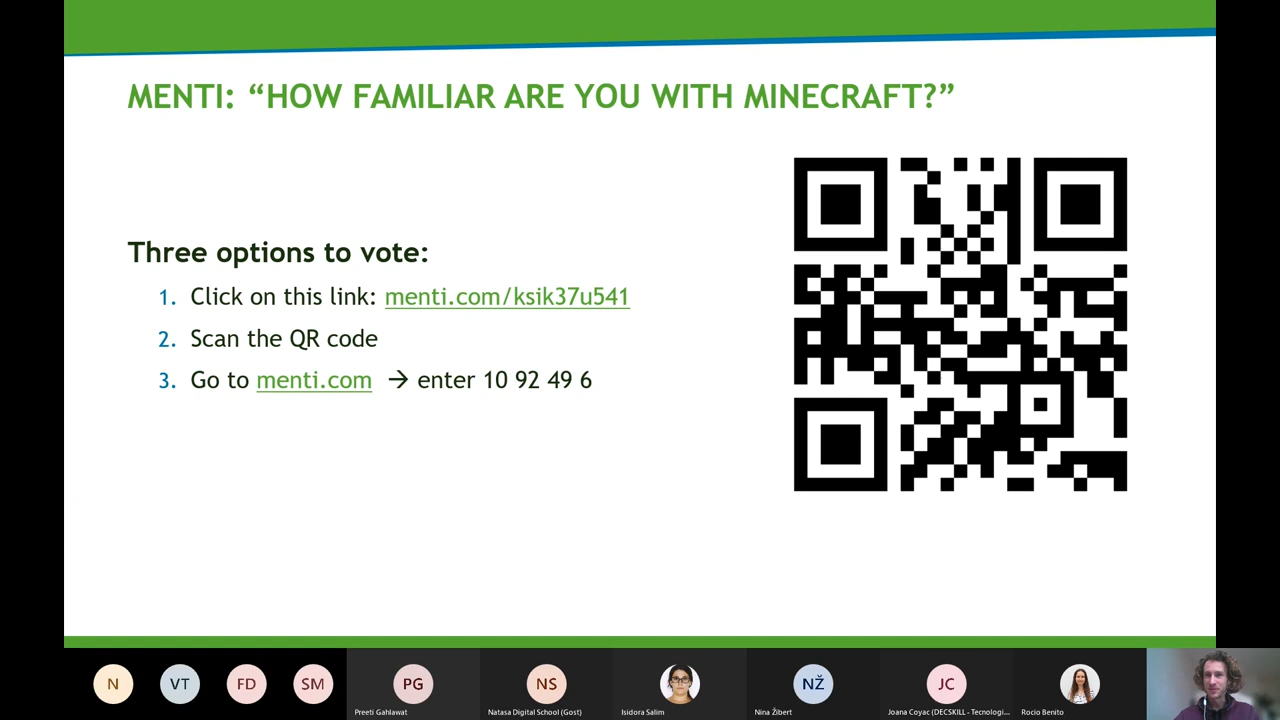 MENTI: “HOW FAMILIAR ARE YOU WITH MINECRAFT?”
Three options to vote:
1. Click on this link: menti.com/ksik37u541
2. Scan the QR code
3. Go to menti.com → enter 10 92 49 6
N
VT
FD
SM
PG
NS
NŽ
JC
Preeti Gahlawat
Natasa Digital School (Gost)
Isidora Salim
Nina Žibert
Joana Coyac (DECSKILL - Tecnologi...
Rocio Benito